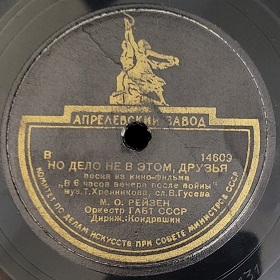 АПРЕЛЕВСКИЙ ЗАВОД
В 14609
НО ДЕЛО НЕ В ЭТОМ, ДРУЗЬЯ
песня из кино-фильма
"В 6 часов вечера после войны"
муз. Т. Хренникова, сл. В. Гусева
М. О. РЕЙЗЕН
Оркестр ГАБТ СССР
Дириж. Кондрашин
КОМИТЕТ ПО ДЕЛАМ ИСКУССТВ ПРИ СОВЕТЕ МИНИСТРОВ СССР